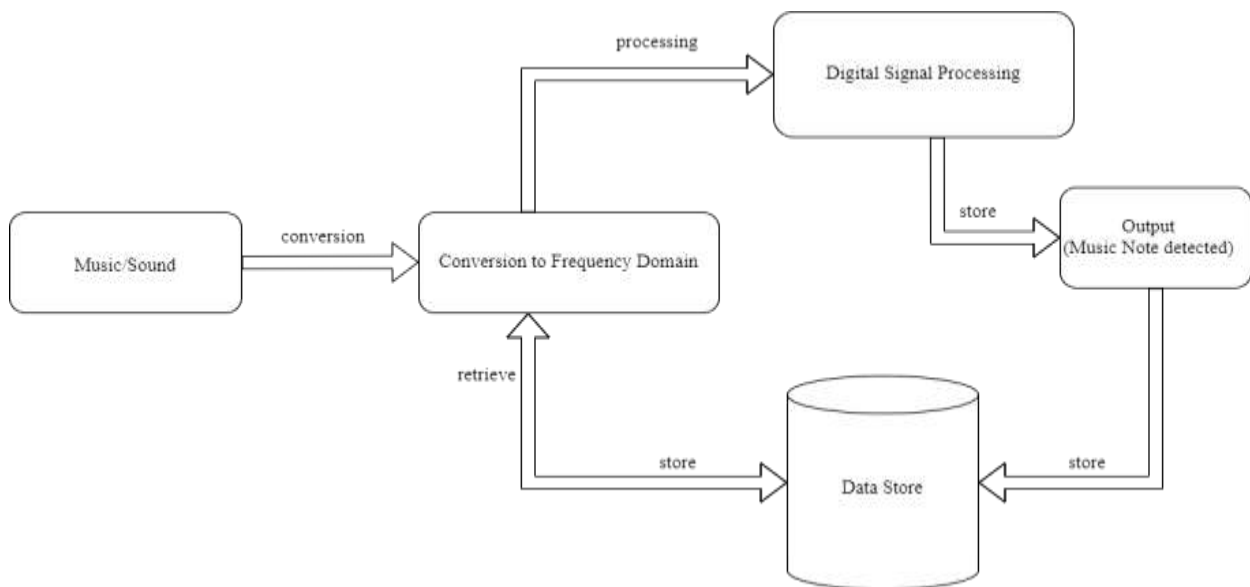 processing
Digital Signal Processing
store
Output
(Music Note detected)
conversion
Music/Sound
Conversion to Frequency Domain
retrieve
store
store
Data Store